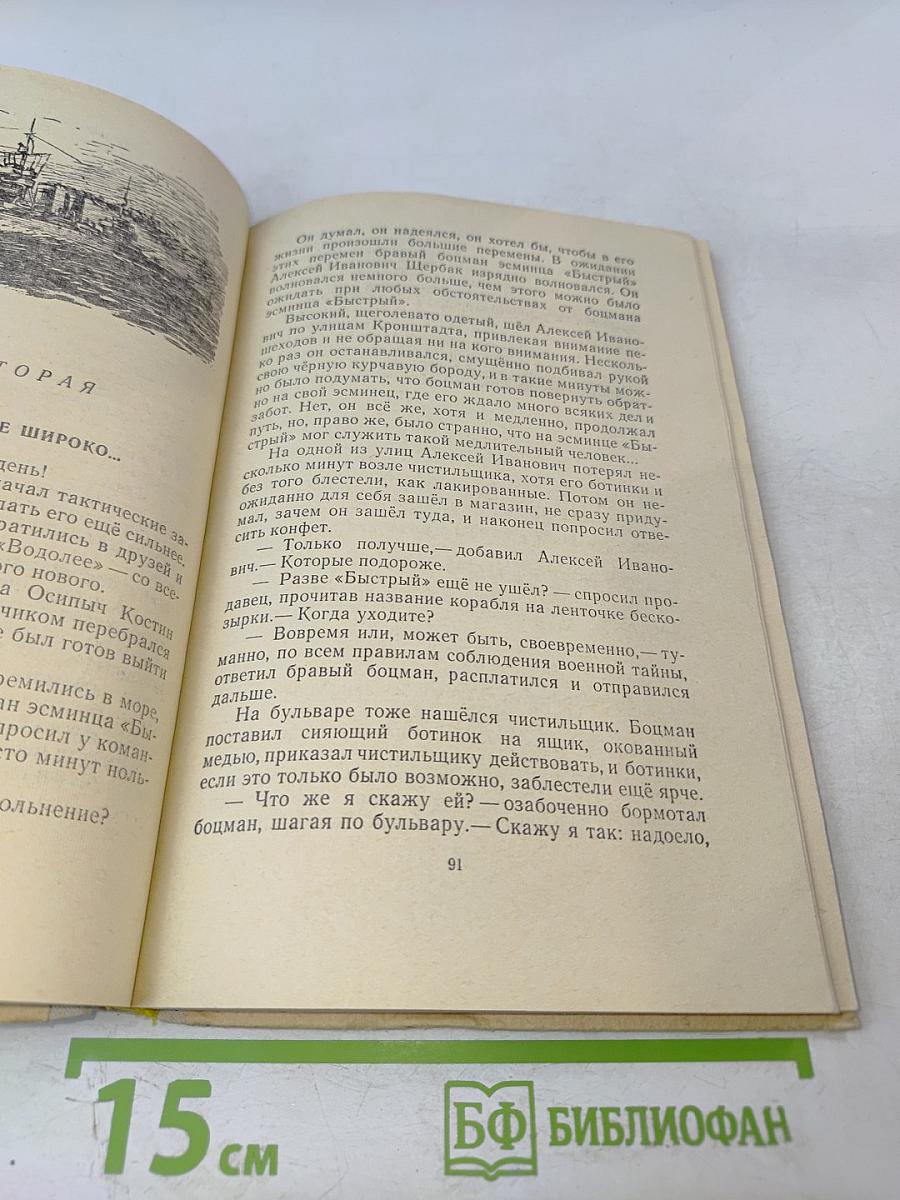 ТОРАЯ
Е ШИРОКО...
день!
ачал тактические за-
лать его ещё сильнее.
ратились в друзей и
«Водолее» — со все-
ого нового.
а Осипыч Костин
чиком перебрался
е был готов выйти
ремились в море,
ан эсминца «Бы-
просил у коман-
сто минут ноль-
ольнение?
Он думал, он надеялся, он хотел бы, чтобы в его
жизни произошли большие перемены. В ожидании
этих перемен бравый боцман эсминца «Быстрый»
Алексей Иванович Щербак изрядно волновался. Он
волновался немного больше, чем этого можно было
ожидать при любых обстоятельствах от боцмана
эсминца «Быстрый».
Высокий, щеголевато одетый, шёл Алексей Ивано-
вич по улицам Кронштадта, привлекая внимание пе-
шеходов и не обращая ни на кого внимания. Несколь-
ко раз он останавливался, смущённо подбивал рукой
свою чёрную курчавую бороду, и в такие минуты мож-
но было подумать, что боцман готов повернуть обрат-
но на свой эсминец, где его ждало много всяких дел и
забот. Нет, он всё же, хотя и медленно, продолжал
путь, но, право же, было странно, что на эсминце «Бы-
стрый» мог служить такой медлительный человек...
На одной из улиц Алексей Иванович потерял не-
сколько минут возле чистильщика, хотя его ботинки и
без того блестели, как лакированные. Потом он не-
ожиданно для себя зашёл в магазин, не сразу приду-
мал, зачем он зашёл туда, и наконец попросил отве-
сить конфет.
— Только получше,— добавил Алексей Ивано-
вич.— Которые подороже.
— Разве «Быстрый» ещё не ушёл? — спросил про-
давец, прочитав название корабля на ленточке беско-
зырки.— Когда уходите?
— Вовремя или, может быть, своевременно,— ту-
манно, по всем правилам соблюдения военной тайны,
ответил бравый боцман, расплатился и отправился
дальше.
На бульваре тоже нашёлся чистильщик. Боцман
поставил сияющий ботинок на ящик, окованный
медью, приказал чистильщику действовать, и ботинки,
если это только было возможно, заблестели ещё ярче.
— Что же я скажу ей? — озабоченно бормотал
боцман, шагая по бульвару.— Скажу я так: надоело,
91
15 см
БФ БИБЛИОФАН